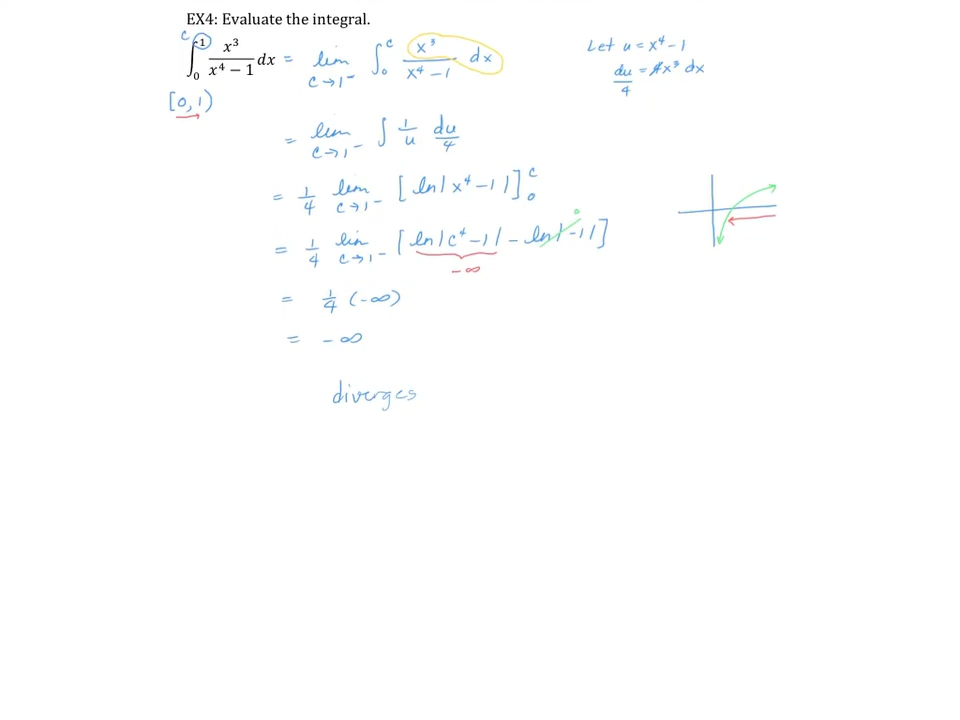 EX4: Evaluate the integral.
∫₀¹ x³/(x⁴ − 1) dx = lim c→1⁻ ∫₀ᶜ x³/(x⁴ − 1) dx
c
[0, 1)
Let u = x⁴ − 1
du/4 = 4x³ dx
= lim c→1⁻ ∫ 1/u du/4
= 1/4 lim c→1⁻ [ln|x⁴ − 1|]₀ᶜ
= 1/4 lim c→1⁻ [ln|c⁴ − 1| − ln|−1|]
0
−∞
= 1/4 (−∞)
= −∞
diverges